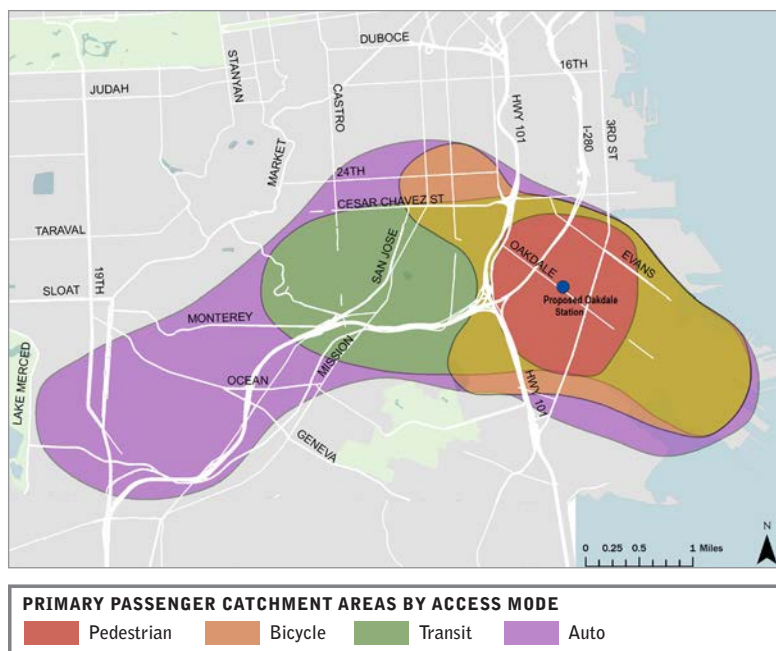 DUBOCE
16TH
STANYAN
JUDAH
CASTRO
HWY 101
I-280
3RD ST
MARKET
24TH
CESAR CHAVEZ ST
TARAVAL
SAN JOSE
OAKDALE
EVANS
19TH
SLOAT
Proposed Oakdale
Station
MONTEREY
MISSION
LAKE MERCED
OCEAN
HWY 101
GENEVA
N
0 0.25 0.5 1 Miles
PRIMARY PASSENGER CATCHMENT AREAS BY ACCESS MODE
Pedestrian Bicycle Transit Auto